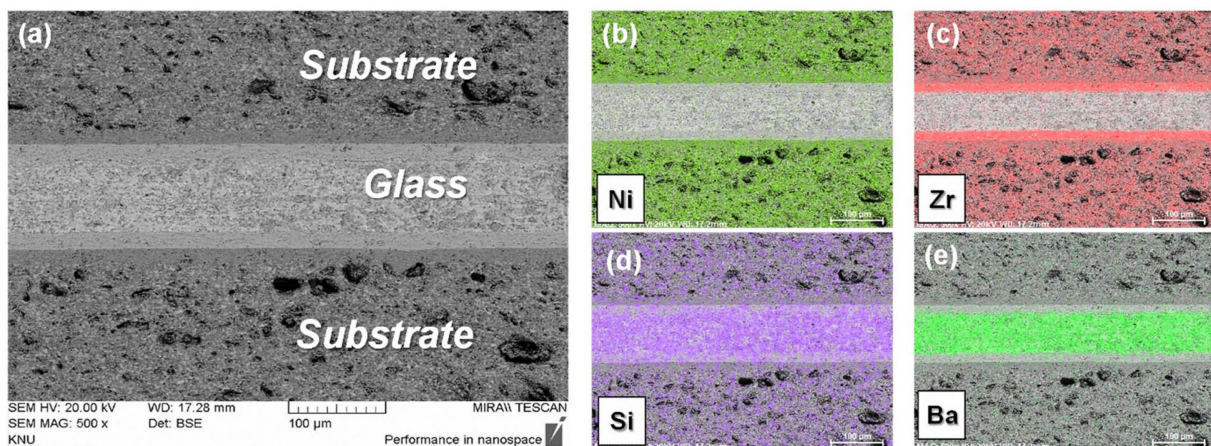 (a)
Substrate
Glass
Substrate
SEM HV: 20.00 kV WD: 17.28 mm MIRA\\ TESCAN
SEM MAG: 500 x Det: BSE 100 µm
KNU Performance in nanospace
(b)
Ni
100 µm
(c)
Zr
100 µm
(d)
Si
100 µm
(e)
Ba
100 µm